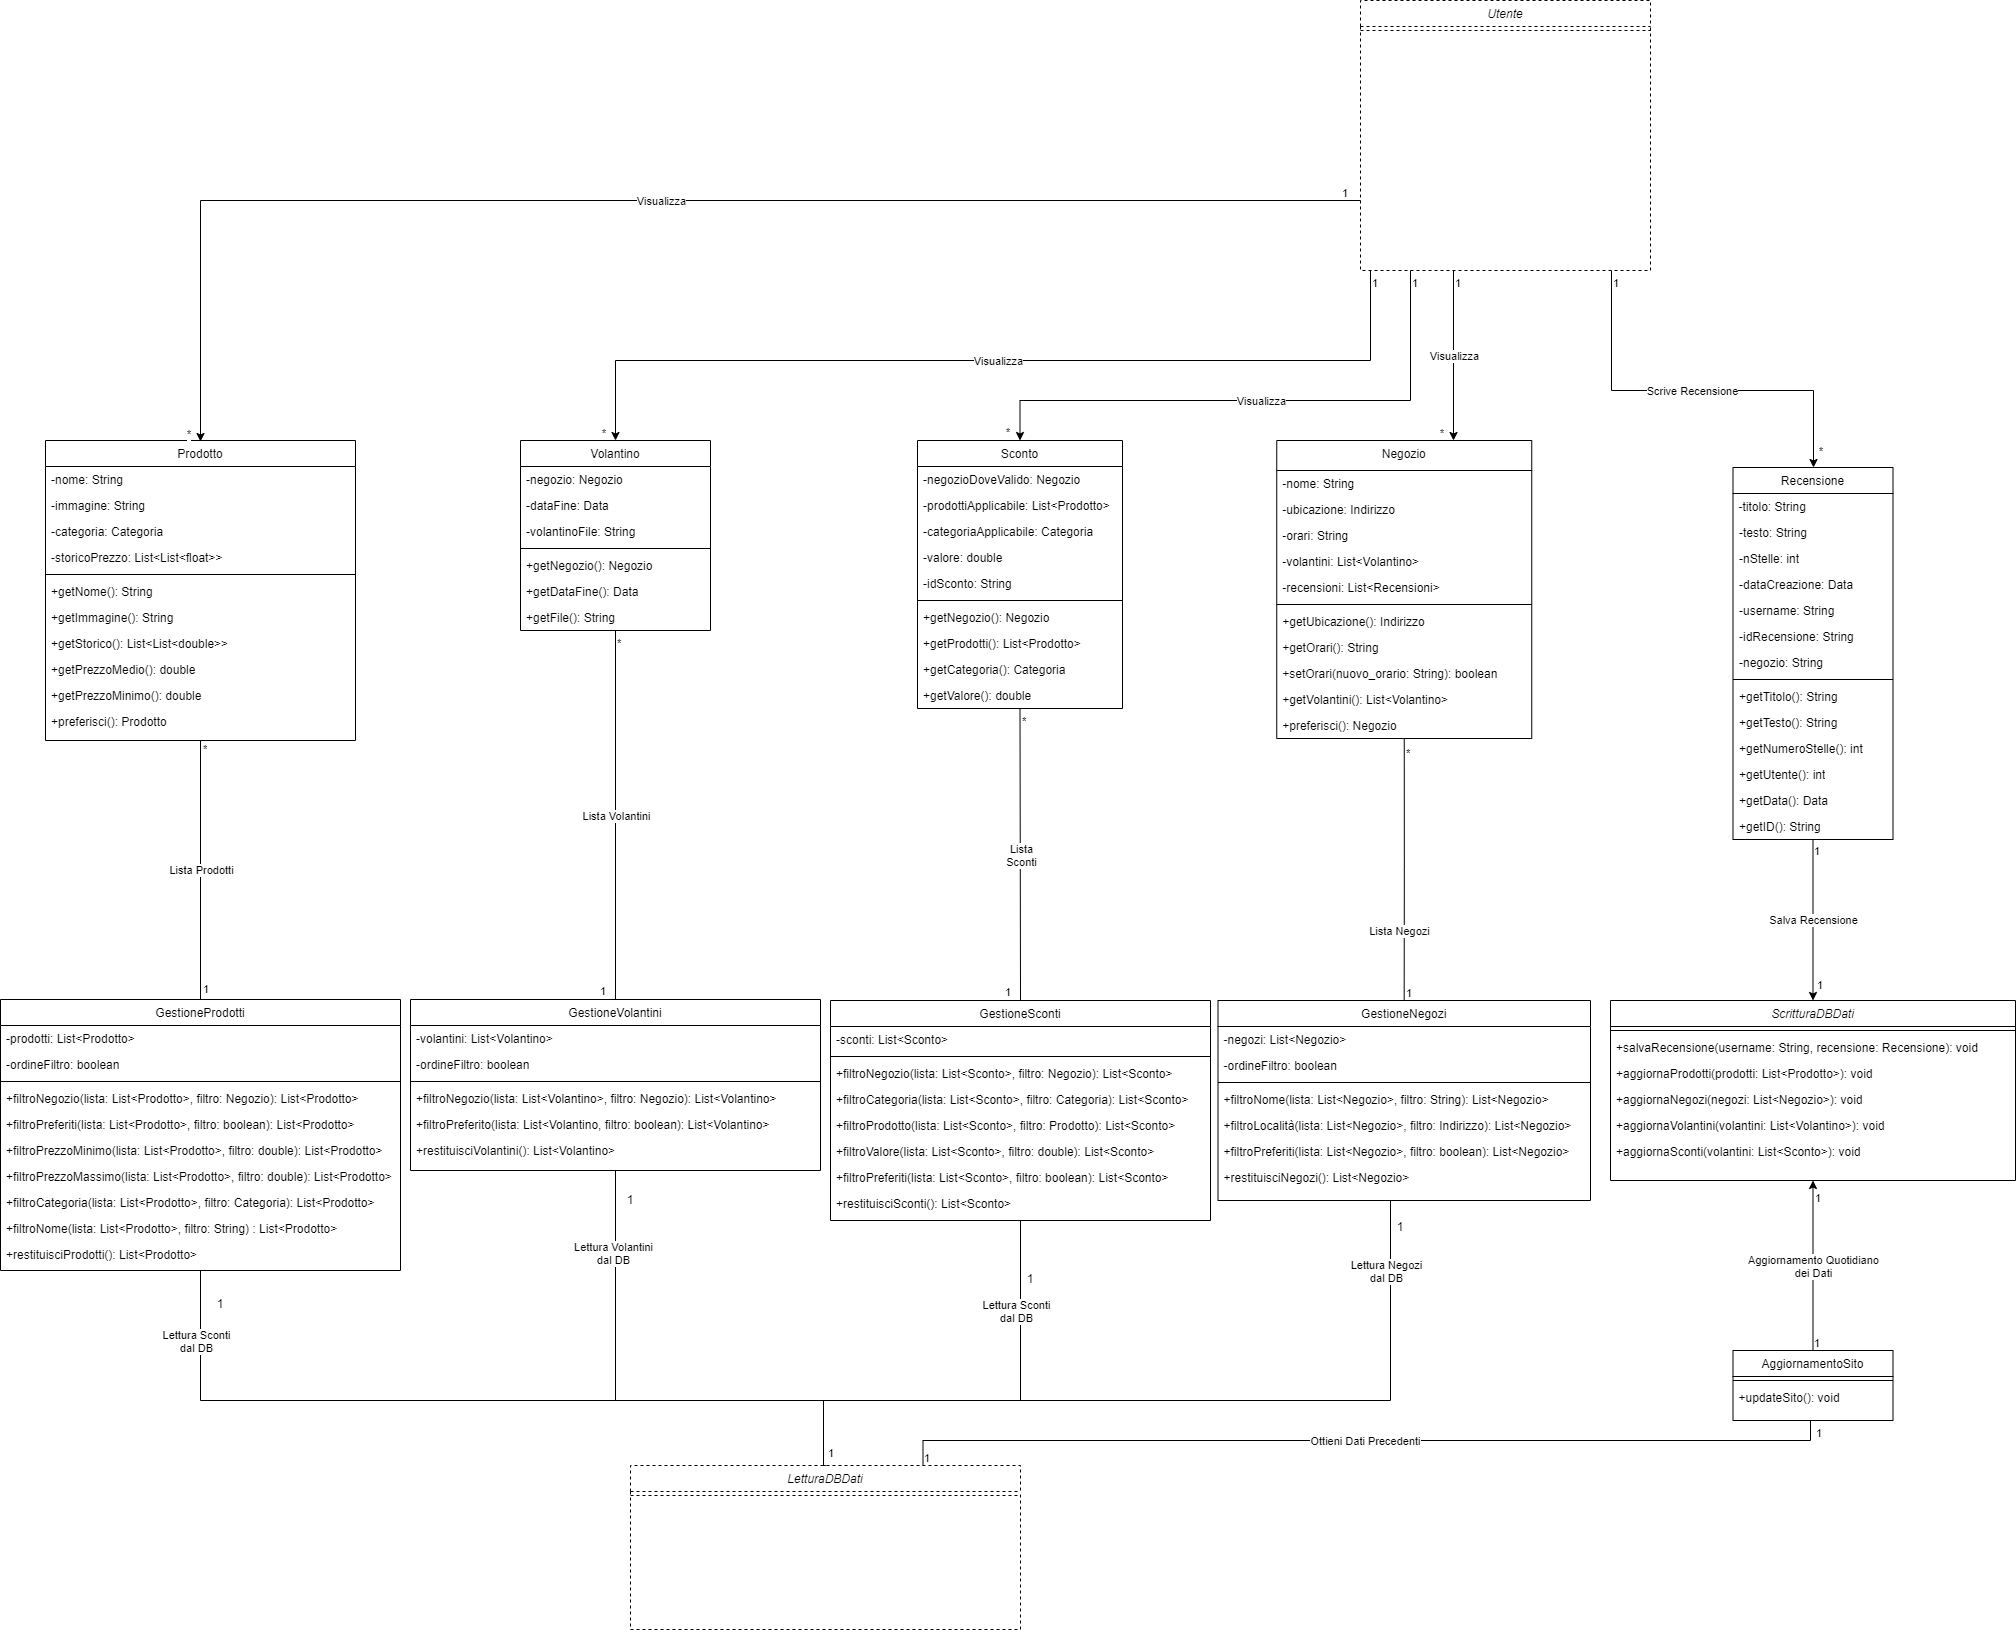 Utente
1
Visualizza
1
1
1
1
Visualizza
Visualizza
Visualizza
Scrive Recensione
*
*
*
*
*
Prodotto
-nome: String
-immagine: String
-categoria: Categoria
-storicoPrezzo: List<List<float>>
+getNome(): String
+getImmagine(): String
+getStorico(): List<List<double>>
+getPrezzoMedio(): double
+getPrezzoMinimo(): double
+preferisci(): Prodotto
*
Volantino
-negozio: Negozio
-dataFine: Data
-volantinoFile: String
+getNegozio(): Negozio
+getDataFine(): Data
+getFile(): String
*
Sconto
-negozioDoveValido: Negozio
-prodottiApplicabile: List<Prodotto>
-categoriaApplicabile: Categoria
-valore: double
-idSconto: String
+getNegozio(): Negozio
+getProdotti(): List<Prodotto>
+getCategoria(): Categoria
+getValore(): double
*
Negozio
-nome: String
-ubicazione: Indirizzo
-orari: String
-volantini: List<Volantino>
-recensioni: List<Recensioni>
+getUbicazione(): Indirizzo
+getOrari(): String
+setOrari(nuovo_orario: String): boolean
+getVolantini(): List<Volantino>
+preferisci(): Negozio
*
Recensione
-titolo: String
-testo: String
-nStelle: int
-dataCreazione: Data
-username: String
-idRecensione: String
-negozio: String
+getTitolo(): String
+getTesto(): String
+getNumeroStelle(): int
+getUtente(): int
+getData(): Data
+getID(): String
1
Lista Prodotti
Lista Volantini
Lista
Sconti
Lista Negozi
Salva Recensione
1
1
1
1
1
GestioneProdotti
-prodotti: List<Prodotto>
-ordineFiltro: boolean
+filtroNegozio(lista: List<Prodotto>, filtro: Negozio): List<Prodotto>
+filtroPreferiti(lista: List<Prodotto>, filtro: boolean): List<Prodotto>
+filtroPrezzoMinimo(lista: List<Prodotto>, filtro: double): List<Prodotto>
+filtroPrezzoMassimo(lista: List<Prodotto>, filtro: double): List<Prodotto>
+filtroCategoria(lista: List<Prodotto>, filtro: Categoria): List<Prodotto>
+filtroNome(lista: List<Prodotto>, filtro: String) : List<Prodotto>
+restituisciProdotti(): List<Prodotto>
GestioneVolantini
-volantini: List<Volantino>
-ordineFiltro: boolean
+filtroNegozio(lista: List<Volantino>, filtro: Negozio): List<Volantino>
+filtroPreferito(lista: List<Volantino, filtro: boolean): List<Volantino>
+restituisciVolantini(): List<Volantino>
GestioneSconti
-sconti: List<Sconto>
+filtroNegozio(lista: List<Sconto>, filtro: Negozio): List<Sconto>
+filtroCategoria(lista: List<Sconto>, filtro: Categoria): List<Sconto>
+filtroProdotto(lista: List<Sconto>, filtro: Prodotto): List<Sconto>
+filtroValore(lista: List<Sconto>, filtro: double): List<Sconto>
+filtroPreferiti(lista: List<Sconto>, filtro: boolean): List<Sconto>
+restituisciSconti(): List<Sconto>
GestioneNegozi
-negozi: List<Negozio>
-ordineFiltro: boolean
+filtroNome(lista: List<Negozio>, filtro: String): List<Negozio>
+filtroLocalità(lista: List<Negozio>, filtro: Indirizzo): List<Negozio>
+filtroPreferiti(lista: List<Negozio>, filtro: boolean): List<Negozio>
+restituisciNegozi(): List<Negozio>
ScritturaDBDati
+salvaRecensione(username: String, recensione: Recensione): void
+aggiornaProdotti(prodotti: List<Prodotto>): void
+aggiornaNegozi(negozi: List<Negozio>): void
+aggiornaVolantini(volantini: List<Volantino>): void
+aggiornaSconti(volantini: List<Sconto>): void
1
Lettura Sconti
dal DB
1
Lettura Volantini
dal DB
1
Lettura Sconti
dal DB
1
Lettura Negozi
dal DB
1
Aggiornamento Quotidiano
dei Dati
1
AggiornamentoSito
+updateSito(): void
1
Ottieni Dati Precedenti
1
1
LetturaDBDati